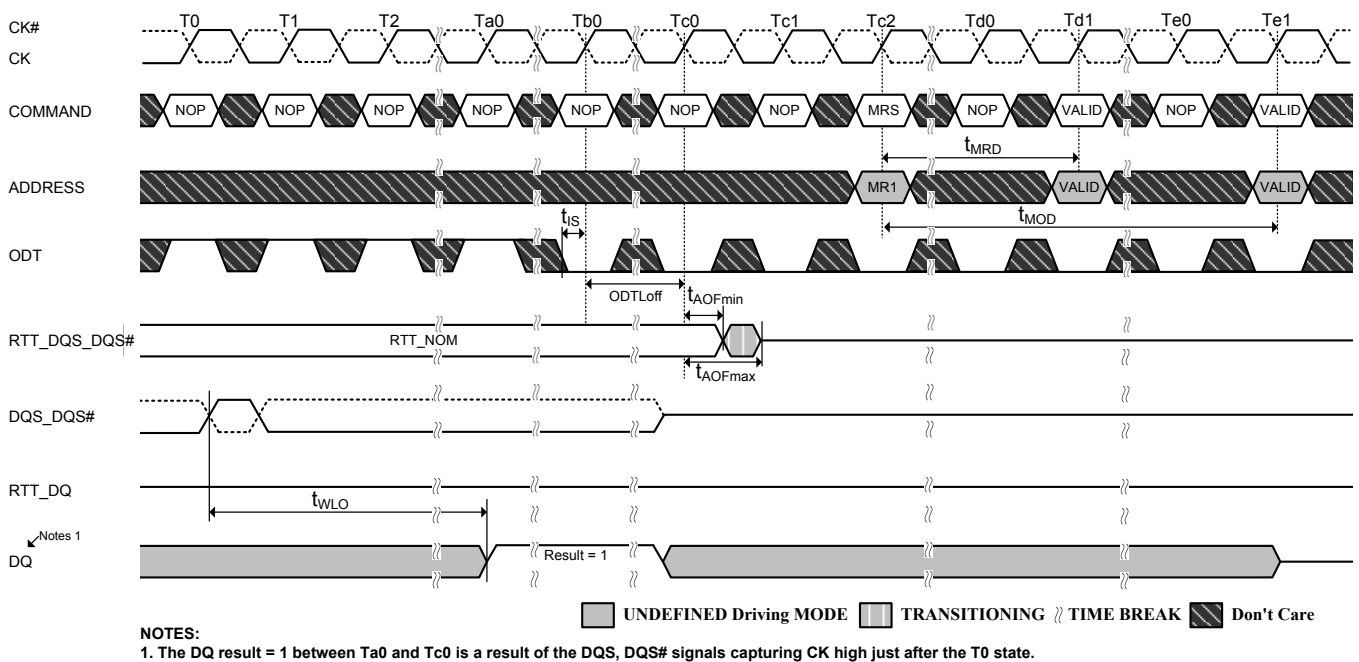 T0 T1 T2 Ta0 Tb0 Tc0 Tc1 Tc2 Td0 Td1 Te0 Te1
CK#
CK
COMMAND NOP NOP NOP NOP NOP NOP NOP MRS NOP VALID NOP VALID
tMRD
ADDRESS MR1 VALID VALID
tIS tMOD
ODT
ODTLoff tAOFmin
RTT_DQS_DQS# RTT_NOM
tAOFmax
DQS_DQS#
RTT_DQ
tWLO
Notes 1
DQ Result = 1
UNDEFINED Driving MODE TRANSITIONING TIME BREAK Don't Care
NOTES:
1. The DQ result = 1 between Ta0 and Tc0 is a result of the DQS, DQS# signals capturing CK high just after the T0 state.